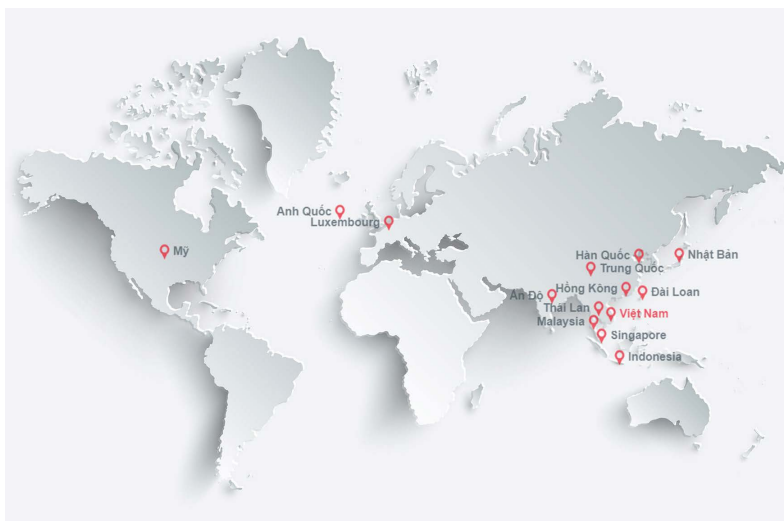 Anh Quốc
Luxembourg
Mỹ
Hàn Quốc
Nhật Bản
Trung Quốc
Hồng Kông
Đài Loan
Ấn Độ
Thái Lan
Việt Nam
Malaysia
Singapore
Indonesia